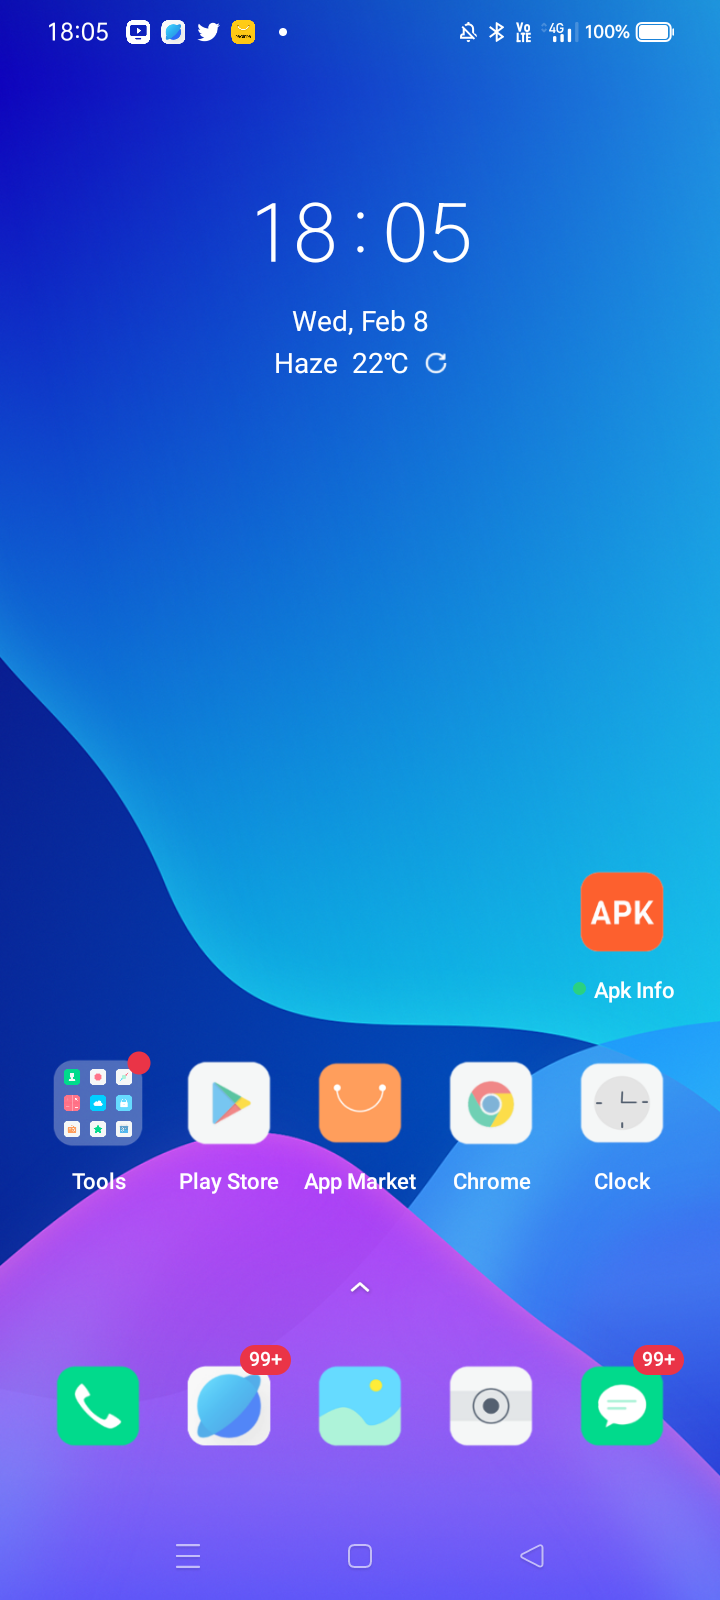 18:05
Vo LTE
4G
100%
18:05
Wed, Feb 8
Haze 22℃
APK
Apk Info
Tools
Play Store
App Market
Chrome
Clock
99+
99+